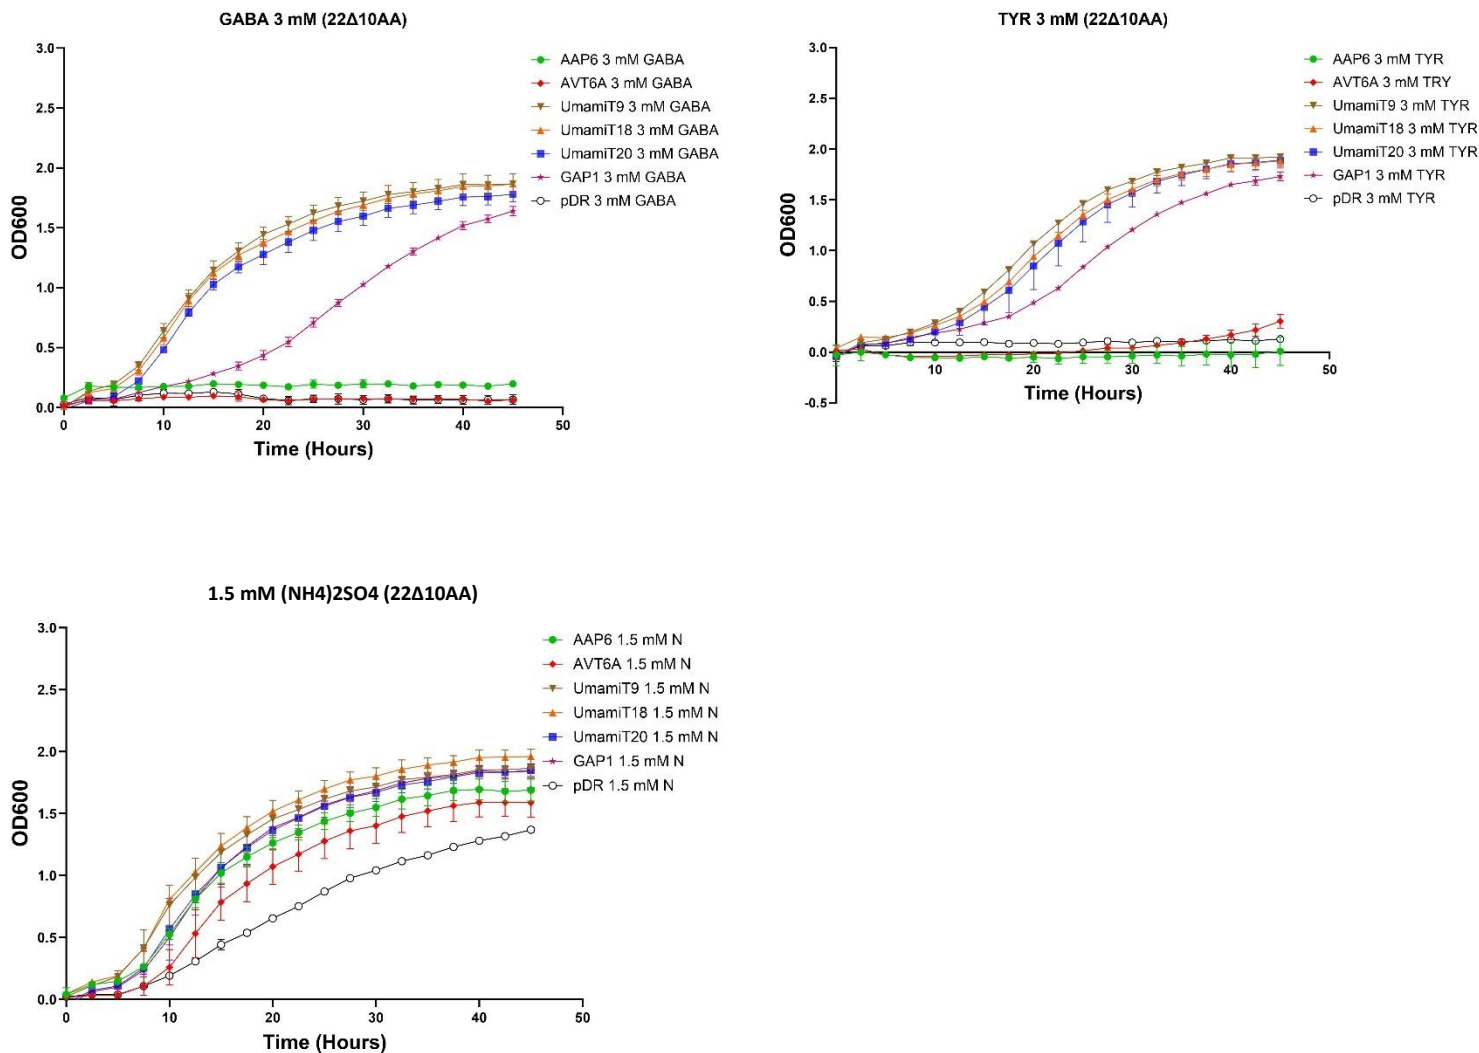 GABA 3 mM (22Δ10AA)
3.0
2.5
2.0
1.5
1.0
0.5
0.0
OD600
0
10
20
30
40
50
Time (Hours)
AAP6 3 mM GABA
AVT6A 3 mM GABA
UmamiT9 3 mM GABA
UmamiT18 3 mM GABA
UmamiT20 3 mM GABA
GAP1 3 mM GABA
pDR 3 mM GABA
TYR 3 mM (22Δ10AA)
3.0
2.5
2.0
1.5
1.0
0.5
0.0
-0.5
OD600
10
20
30
40
50
Time (Hours)
AAP6 3 mM TYR
AVT6A 3 mM TRY
UmamiT9 3 mM TYR
UmamiT18 3 mM TYR
UmamiT20 3 mM TYR
GAP1 3 mM TYR
pDR 3 mM TYR
1.5 mM (NH4)2SO4 (22Δ10AA)
3.0
2.5
2.0
1.5
1.0
0.5
0.0
OD600
0
10
20
30
40
50
Time (Hours)
AAP6 1.5 mM N
AVT6A 1.5 mM N
UmamiT9 1.5 mM N
UmamiT18 1.5 mM N
UmamiT20 1.5 mM N
GAP1 1.5 mM N
pDR 1.5 mM N